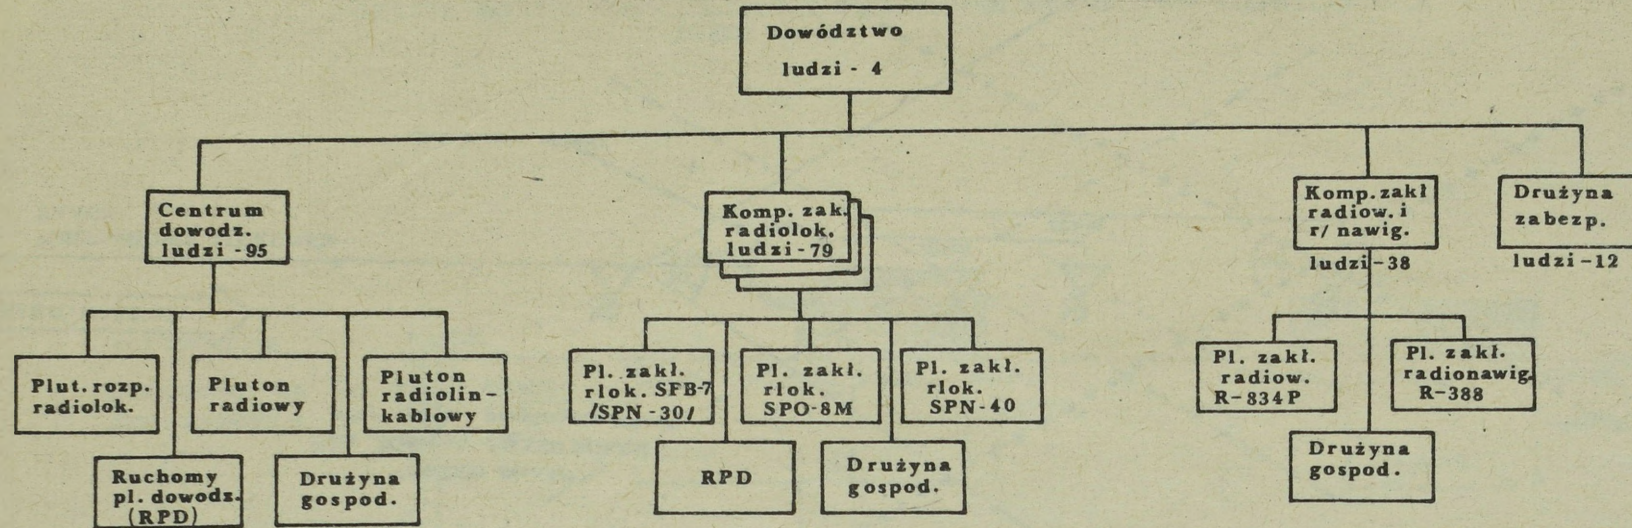 Dowództwo
ludzi - 4
Centrum
dowodz.
ludzi -95
Komp. zak.
radiolok.
ludzi-79
Komp. zakł
radiow. i
r/ nawig.
ludzi-38
Drużyna
zabezp.
ludzi-12
Plut. rozp.
radiolok.
Pluton
radiowy
Pluton
radiolin-
kablowy
Ruchomy
pl. dowodz.
(RPD)
Drużyna
gospod.
Pl. zakł.
rlok. SFB-7
/SPN-30/
Pl. zakł.
rlok.
SPO-8M
Pl. zakł.
rlok.
SPN-40
RPD
Drużyna
gospod.
Pl. zakł.
radiow.
R-834P
Pl. zakł.
radionawig.
R-388
Drużyna
gospod.